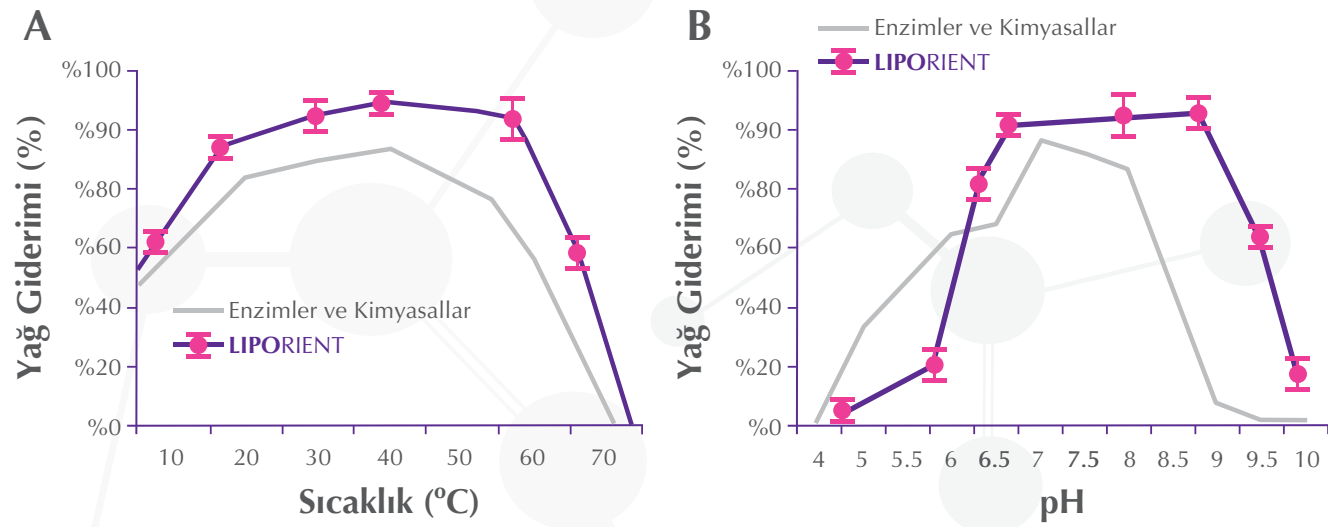 A
Yağ Giderimi (%)
%100
%90
%80
%60
%40
%20
%0
Enzimler ve Kimyasallar
LIPORIENT
10 20 30 40 50 60 70
Sıcaklık (ºC)
B
Enzimler ve Kimyasallar
LIPORIENT
Yağ Giderimi (%)
%100
%90
%80
%60
%40
%20
%0
4 5 5.5 6 6.5 7 7.5 8 8.5 9 9.5 10
pH